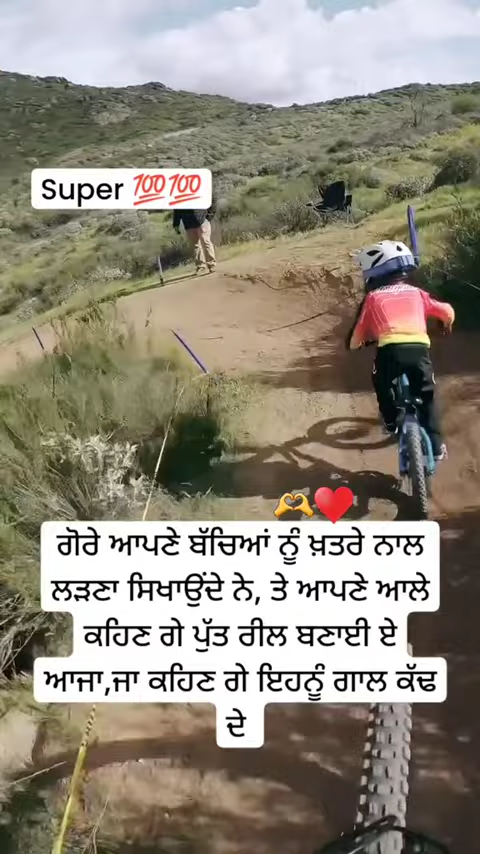 Super 💯💯
🫶♥️
ਗੋਰੇ ਆਪਣੇ ਬੱਚਿਆਂ ਨੂੰ ਖ਼ਤਰੇ ਨਾਲ
ਲੜਣਾ ਸਿਖਾਉਂਦੇ ਨੇ, ਤੇ ਆਪਣੇ ਆਲੇ
ਕਹਿਣ ਗੇ ਪੁੱਤ ਰੀਲ ਬਣਾਈ ਏ
ਆਜਾ,ਜਾ ਕਹਿਣ ਗੇ ਇਹਨੂੰ ਗਾਲ ਕੱਢ
ਦੇ